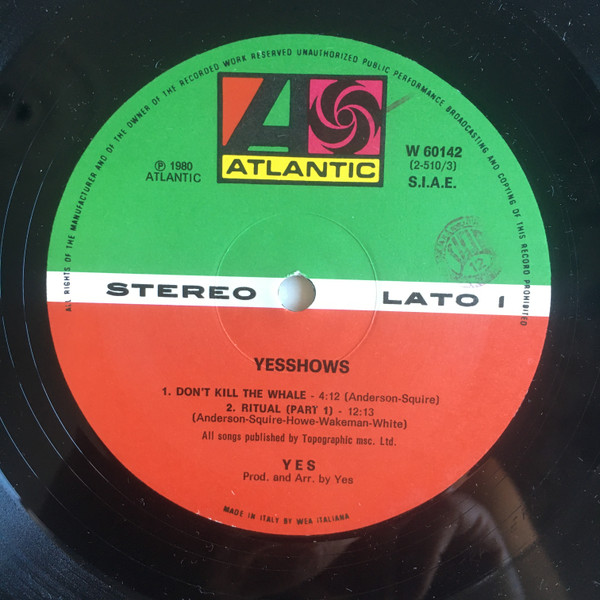 ALL RIGHTS OF THE MANUFACTURER AND OF THE OWNER OF THE RECORDED WORK RESERVED UNAUTHORIZED PUBLIC PERFORMANCE BROADCASTING AND COPYING OF THIS RECORD PROHIBITED
A
ATLANTIC
℗ 1980
ATLANTIC
W 60142
(2-510/3)
S.I.A.E.
STEREO LATO 1
YESSHOWS
1. DON'T KILL THE WHALE - 4:12 (Anderson-Squire)
2. RITUAL (PART 1) - 12:13
(Anderson-Squire-Howe-Wakeman-White)
All songs published by Topographic msc. Ltd.
YES
Prod. and Arr. by Yes
MADE IN ITALY BY WEA ITALIANA